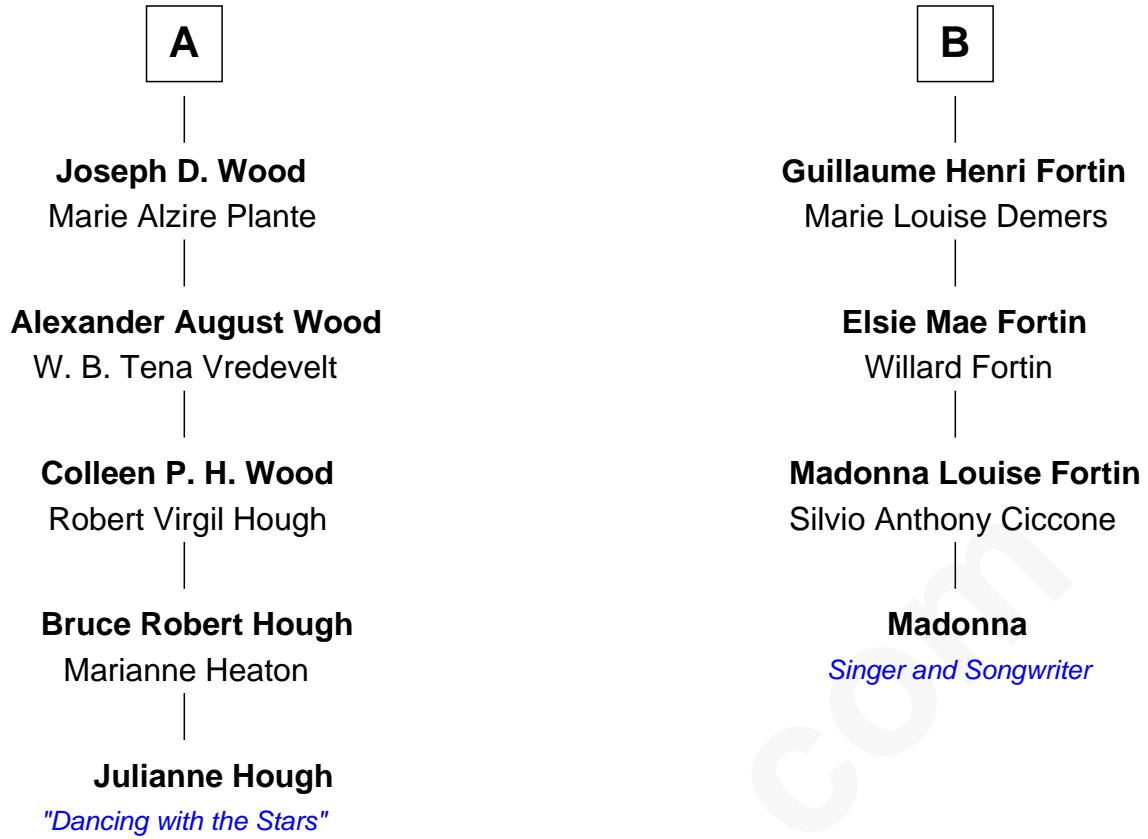 A
Joseph D. Wood
Marie Alzire Plante
Alexander August Wood
W. B. Tena Vredevelt
Colleen P. H. Wood
Robert Virgil Hough
Bruce Robert Hough
Marianne Heaton
Julianne Hough
"Dancing with the Stars"
B
Guillaume Henri Fortin
Marie Louise Demers
Elsie Mae Fortin
Willard Fortin
Madonna Louise Fortin
Silvio Anthony Ciccone
Madonna
Singer and Songwriter
com